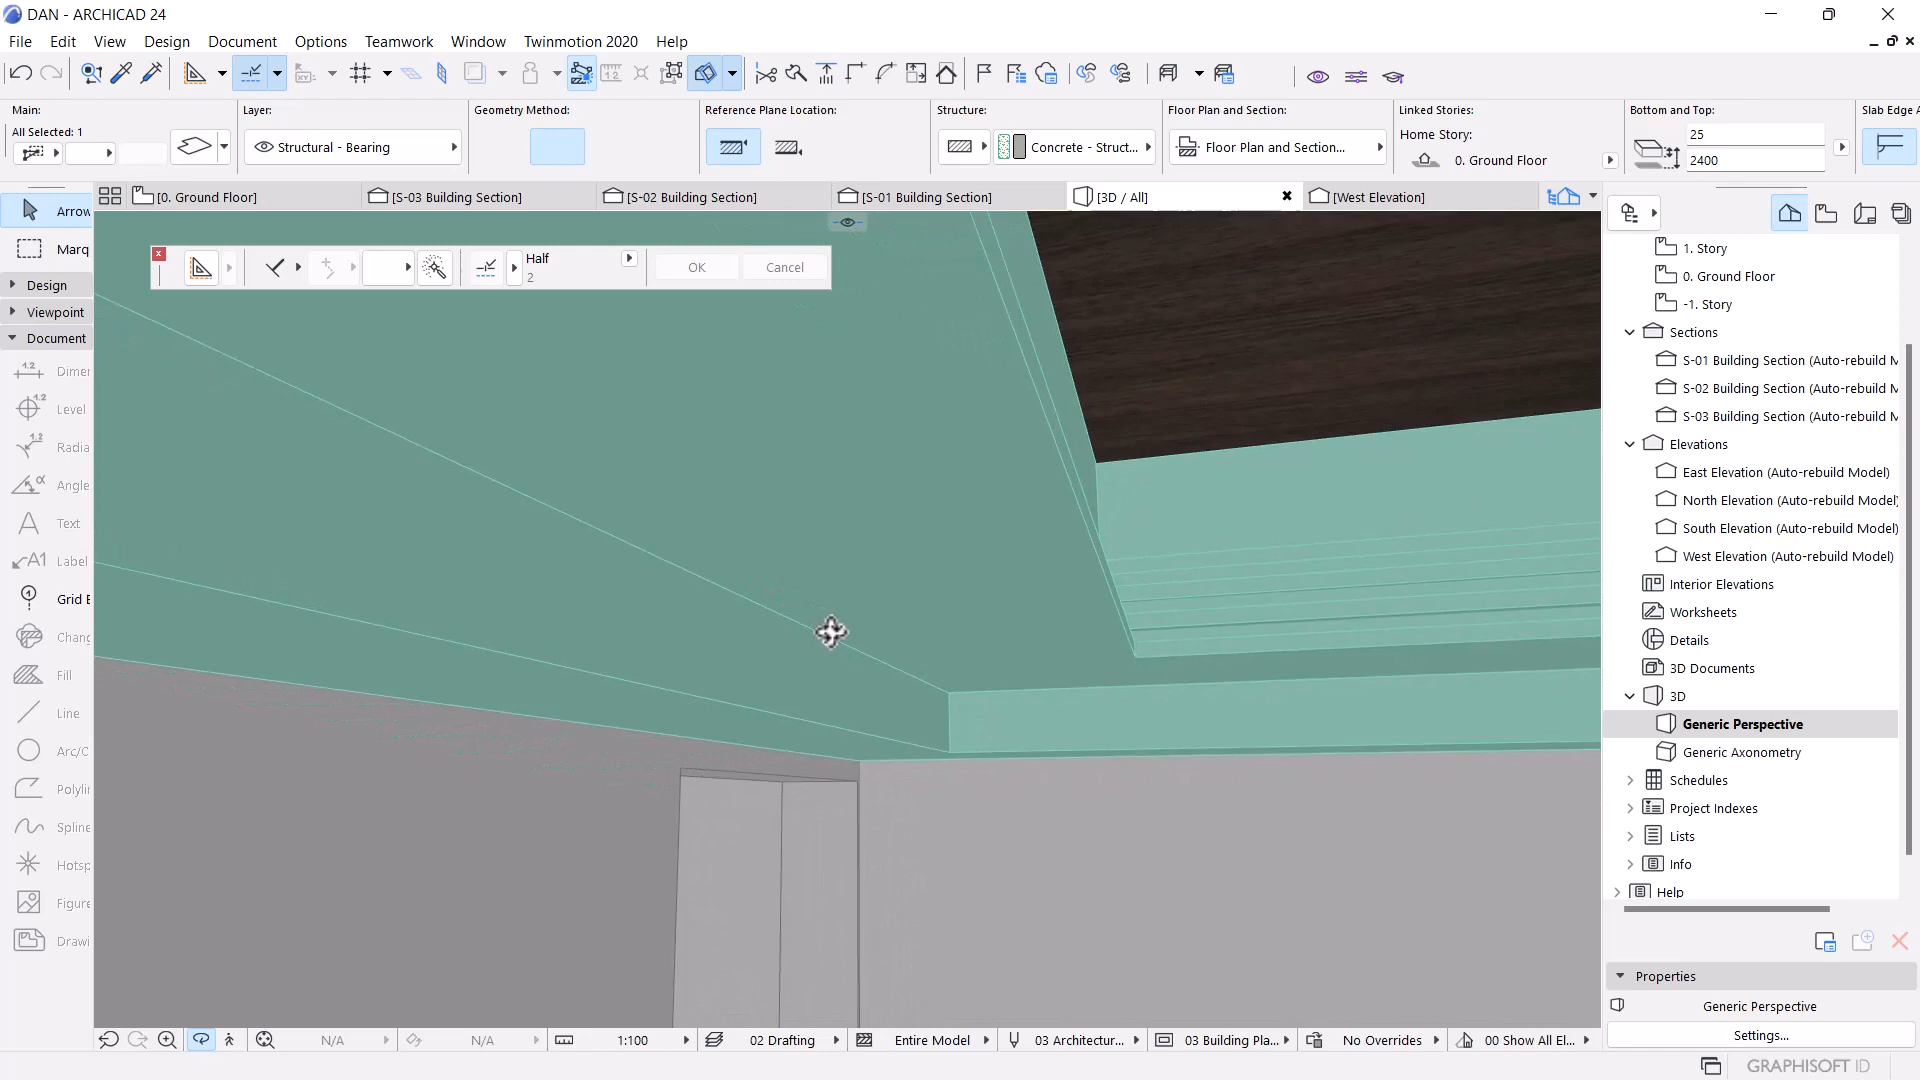 DAN - ARCHICAD 24
File Edit View Design Document Options Teamwork Window Twinmotion 2020 Help
Main:
All Selected: 1
Layer:
Structural - Bearing
Geometry Method:
Reference Plane Location:
Structure:
Concrete - Struct...
Floor Plan and Section:
Floor Plan and Section...
Linked Stories:
Home Story:
0. Ground Floor
Bottom and Top:
25
2400
Slab Edge A
[0. Ground Floor] [S-03 Building Section] [S-02 Building Section] [S-01 Building Section] [3D / All] [West Elevation]
Arrow
Marq
Design
Viewpoint
Document
Dimer
Level
Radia
Angle
Text
Label
Grid E
Chang
Fill
Line
Arc/C
Polylin
Spline
Hotsp
Figure
Drawi
Half
2
OK Cancel
1. Story
0. Ground Floor
-1. Story
Sections
S-01 Building Section (Auto-rebuild M
S-02 Building Section (Auto-rebuild M
S-03 Building Section (Auto-rebuild M
Elevations
East Elevation (Auto-rebuild Model)
North Elevation (Auto-rebuild Model)
South Elevation (Auto-rebuild Model)
West Elevation (Auto-rebuild Model)
Interior Elevations
Worksheets
Details
3D Documents
3D
Generic Perspective
Generic Axonometry
Schedules
Project Indexes
Lists
Info
Help
Properties
Generic Perspective
Settings...
N/A N/A 1:100 02 Drafting Entire Model 03 Architectur... 03 Building Pla... No Overrides 00 Show All El...
GRAPHISOFT ID